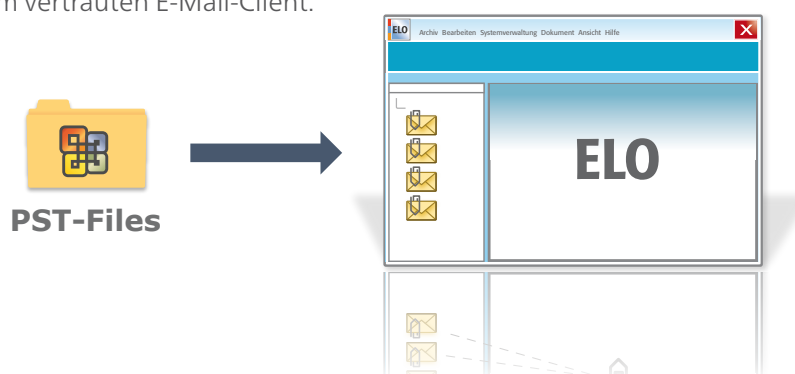 vertrauten E-Mail-Client.
ELO Archiv Bearbeiten Systemverwaltung Dokument Ansicht Hilfe
ELO
PST-Files